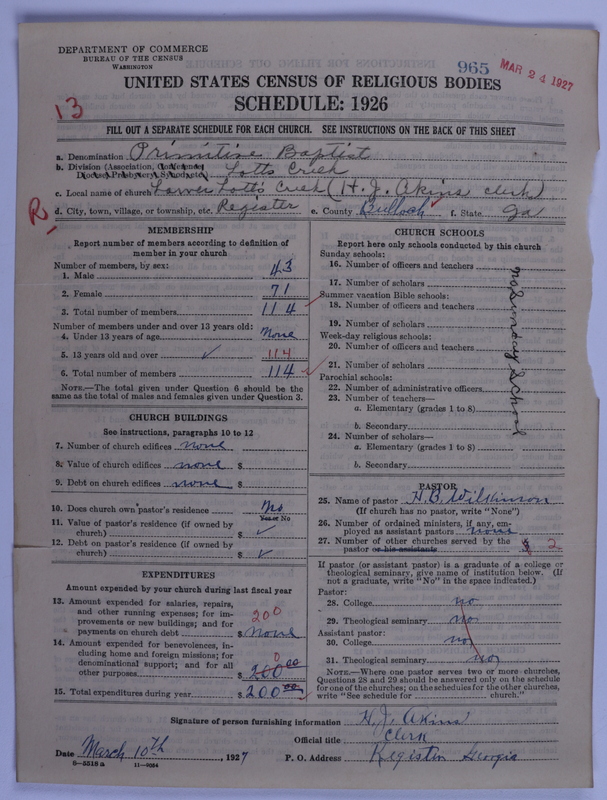 DEPARTMENT OF COMMERCE
BUREAU OF THE CENSUS
WASHINGTON
965
MAR 24 1927
UNITED STATES CENSUS OF RELIGIOUS BODIES
13
SCHEDULE: 1926
FILL OUT A SEPARATE SCHEDULE FOR EACH CHURCH. SEE INSTRUCTIONS ON THE BACK OF THIS SHEET
a. Denomination Primitive Baptist
b. Division (Association, Conference, Diocese, Presbytery, Synod, etc.) Lotts Creek
c. Local name of church Lower Lott's Creek (H. J. Akins clerk)
R
d. City, town, village, or township, etc. Register e. County Bulloch f. State Ga
MEMBERSHIP
Report number of members according to definition of
member in your church
Number of members, by sex:
1. Male 43
2. Female 71
3. Total number of members 114
Number of members under and over 13 years old:
4. Under 13 years of age None
5. 13 years old and over 114
6. Total number of members 114
NOTE.—The total given under Question 6 should be the
same as the total of males and females given under Question 3.
CHURCH BUILDINGS
See instructions, paragraphs 10 to 12
7. Number of church edifices none
8. Value of church edifices none $
9. Debt on church edifices none $
10. Does church own pastor's residence No
Yes or No
11. Value of pastor's residence (if owned by
church) $
12. Debt on pastor's residence (if owned by
church) $
EXPENDITURES
Amount expended by your church during last fiscal year
13. Amount expended for salaries, repairs,
and other running expenses; for im-
provements or new buildings; and for
payments on church debt $ None
200
14. Amount expended for benevolences, in-
cluding home and foreign missions; for
denominational support; and for all
other purposes $ 200 00
0
15. Total expenditures during year $ 200 00
CHURCH SCHOOLS
Report here only schools conducted by this church
Sunday schools:
16. Number of officers and teachers
17. Number of scholars
Summer vacation Bible schools:
18. Number of officers and teachers
19. Number of scholars
Week-day religious schools:
20. Number of officers and teachers
21. Number of scholars
Parochial schools:
22. Number of administrative officers
23. Number of teachers—
a. Elementary (grades 1 to 8)
b. Secondary
24. Number of scholars—
a. Elementary (grades 1 to 8)
b. Secondary
no Sunday School
PASTOR
25. Name of pastor H. B. Wilkinson
(If church has no pastor, write "None")
26. Number of ordained ministers, if any, em-
ployed as assistant pastors none
27. Number of other churches served by the
pastor or his assistants 2
If pastor (or assistant pastor) is a graduate of a college or
theological seminary, give name of institution below. (If
not a graduate, write "No" in the space indicated.)
Pastor:
28. College no
29. Theological seminary no
Assistant pastor:
30. College no
31. Theological seminary no
NOTE.—Where one pastor serves two or more churches,
Questions 28 and 29 should be answered only on the schedule
for one of the churches; on the schedules for the other churches,
write "See schedule for church."
Signature of person furnishing information H. J. Akins
Official title Clerk
Date March 10th, 1927 P. O. Address Register Georgia
8—5518 a 11—9084